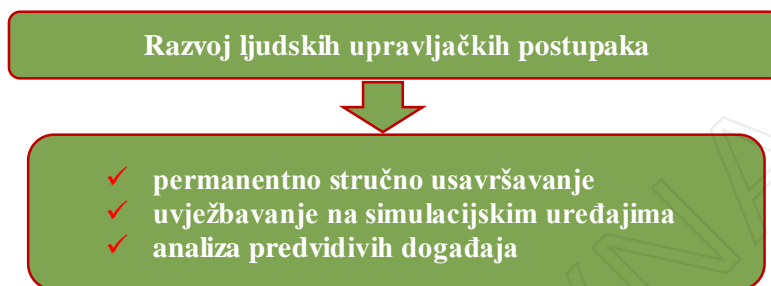 Razvoj ljudskih upravljačkih postupaka
permanentno stručno usavršavanje
uvježbavanje na simulacijskim uređajima
analiza predvidivih događaja